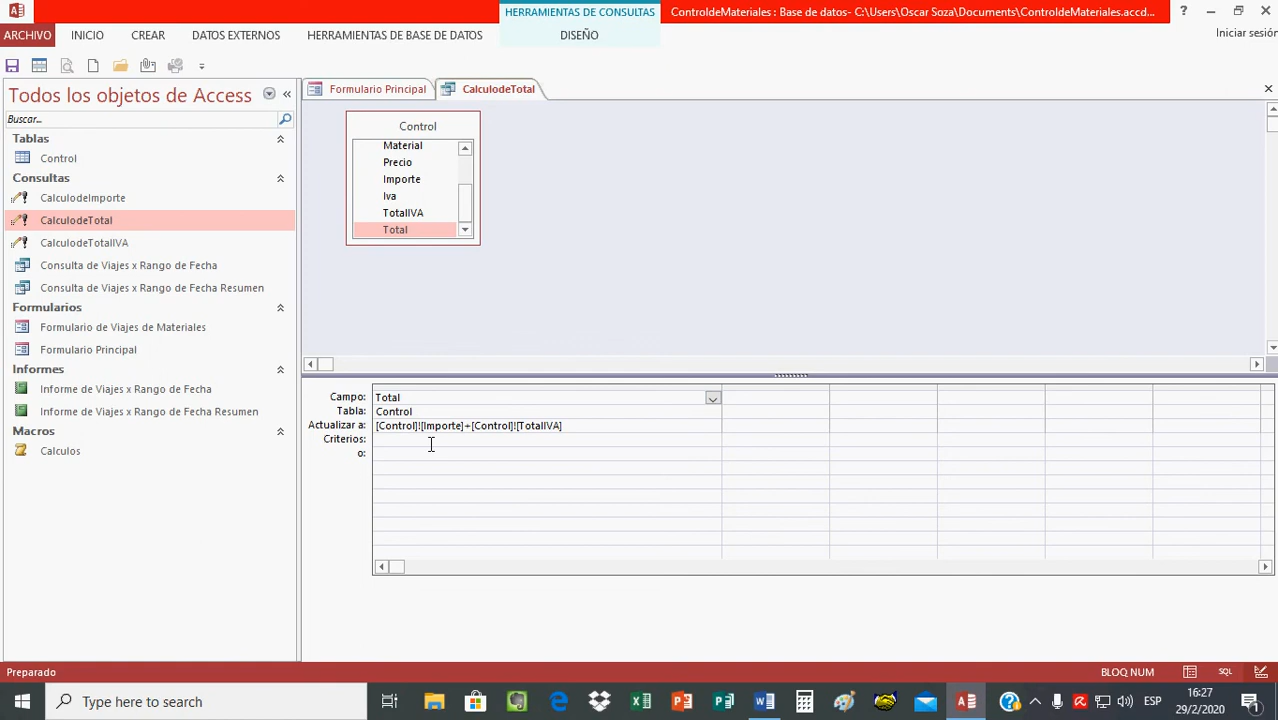 HERRAMIENTAS DE CONSULTAS
ControldeMateriales : Base de datos- C:\Users\Oscar Soza\Documents\ControldeMateriales.accd...
?
ARCHIVO
INICIO
CREAR
DATOS EXTERNOS
HERRAMIENTAS DE BASE DE DATOS
DISEÑO
Iniciar sesión
Todos los objetos de Access
Buscar...
Tablas
Control
Consultas
CalculodeImporte
CalculodeTotal
CalculodeTotalIVA
Consulta de Viajes x Rango de Fecha
Consulta de Viajes x Rango de Fecha Resumen
Formularios
Formulario de Viajes de Materiales
Formulario Principal
Informes
Informe de Viajes x Rango de Fecha
Informe de Viajes x Rango de Fecha Resumen
Macros
Calculos
Formulario Principal
CalculodeTotal
Control
Material
Precio
Importe
Iva
TotalIVA
Total
Campo: Total
Tabla: Control
Actualizar a: [Control]![Importe]+[Control]![TotalIVA]
Criterios:
o:
Preparado
BLOQ NUM
SQL
Type here to search
ESP
16:27
29/2/2020
1